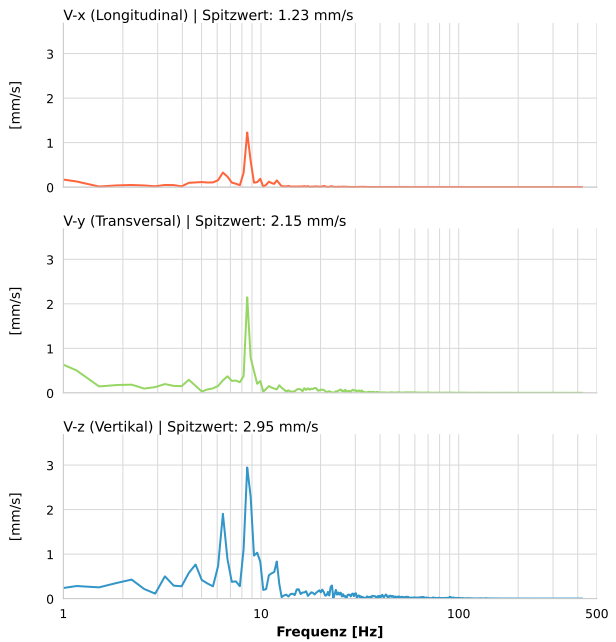 V-x (Longitudinal) | Spitzwert: 1.23 mm/s
3
2
1
0
[mm/s]
V-y (Transversal) | Spitzwert: 2.15 mm/s
3
2
1
0
[mm/s]
V-z (Vertikal) | Spitzwert: 2.95 mm/s
3
2
1
0
[mm/s]
1 10 100 500
Frequenz [Hz]